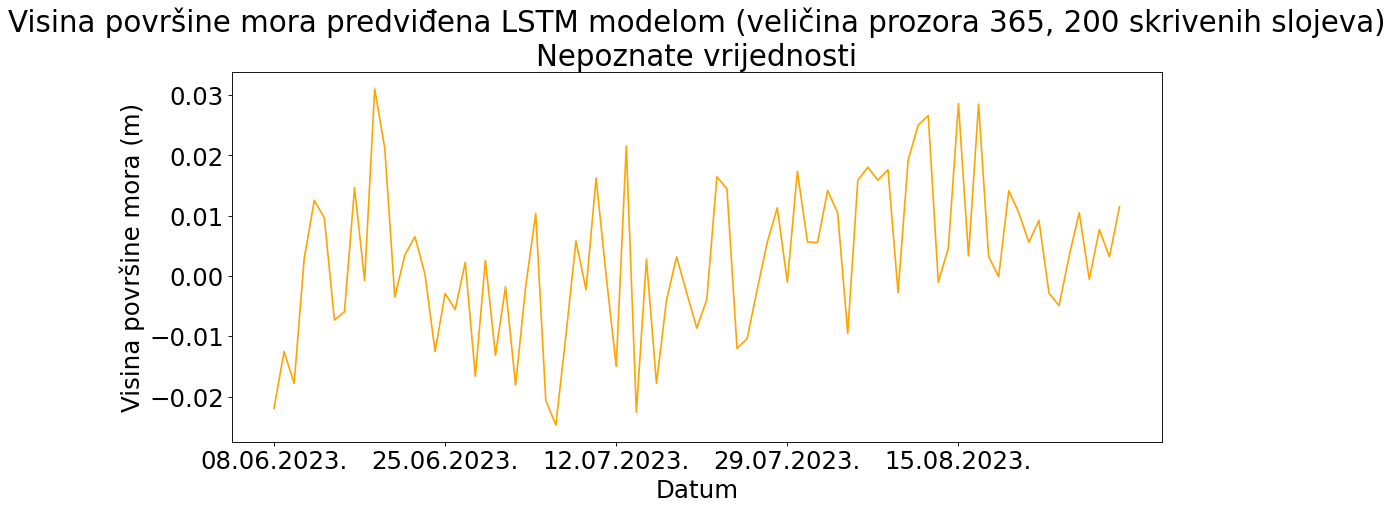 Visina površine mora predviđena LSTM modelom (veličina prozora 365, 200 skrivenih slojeva)
Nepoznate vrijednosti
Visina površine mora (m)
0.03
0.02
0.01
0.00
−0.01
−0.02
08.06.2023. 25.06.2023. 12.07.2023. 29.07.2023. 15.08.2023.
Datum